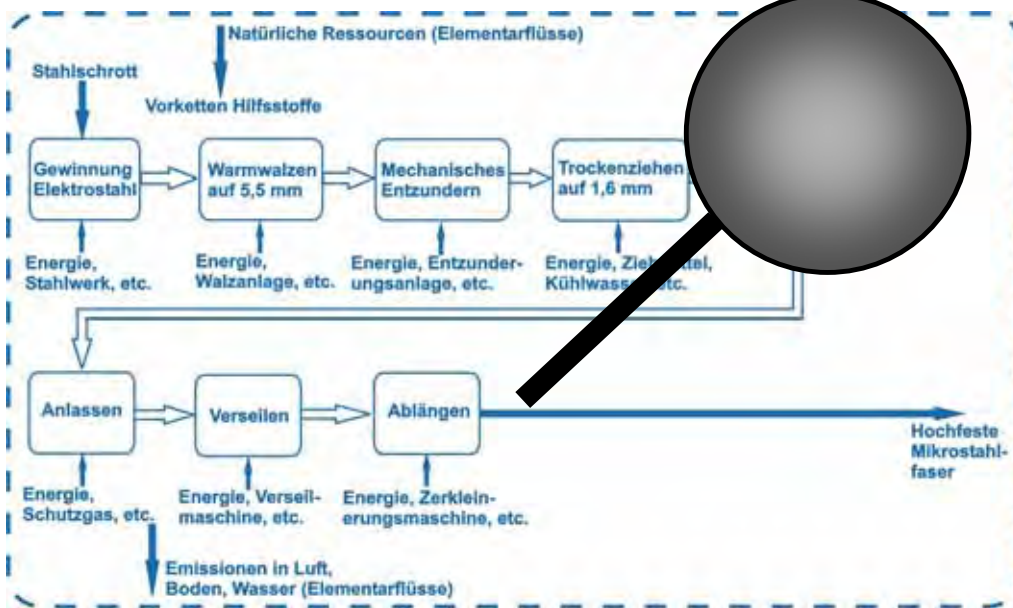 Natürliche Ressourcen (Elementarflüsse)
Stahlschrott
Vorketten Hilfsstoffe
Gewinnung
Elektrostahl
Warmwalzen
auf 5,5 mm
Mechanisches
Entzundern
Trockenziehen
auf 1,6 mm
Energie,
Stahlwerk, etc.
Energie,
Walzanlage, etc.
Energie, Entzunder-
ungsanlage, etc.
Energie,
Kühlwasser, etc.
Anlassen
Verseilen
Ablängen
Hochfeste
Mikrostahl-
faser
Energie,
Schutzgas, etc.
Energie, Verseil-
maschine, etc.
Energie, Zerklein-
erungsmaschine, etc.
Emissionen in Luft,
Boden, Wasser (Elementarflüsse)